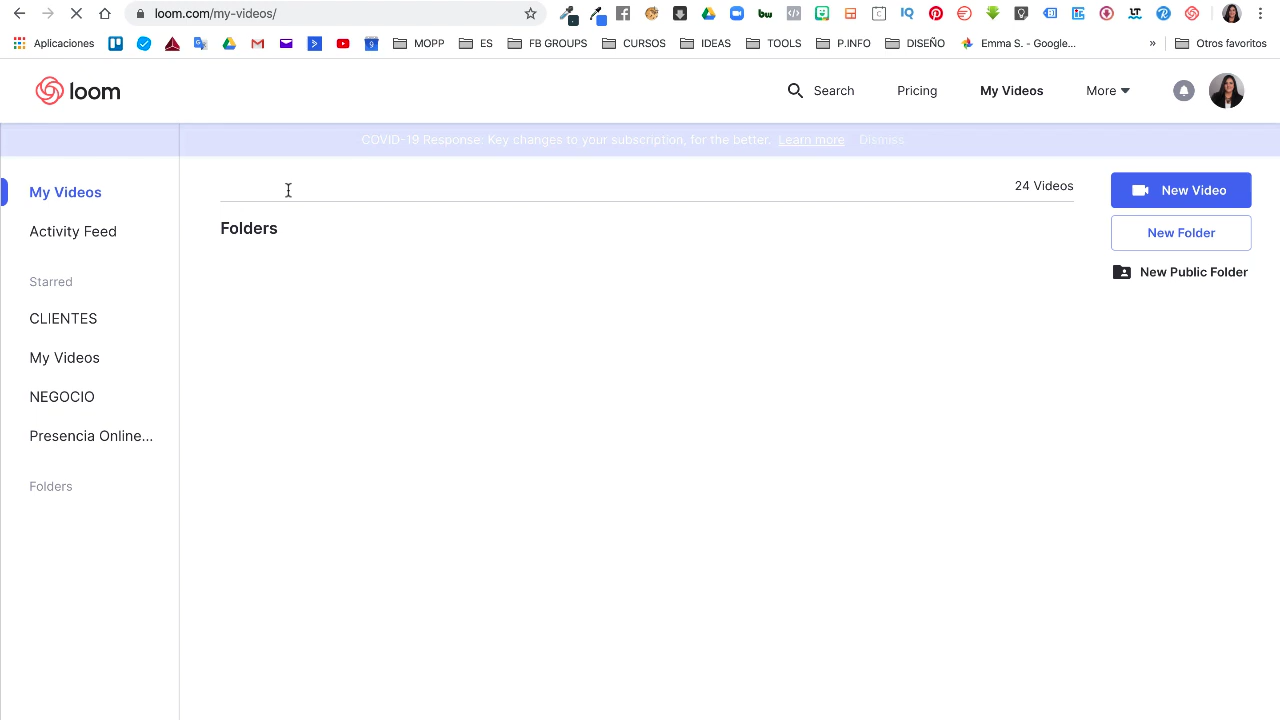 loom.com/my-videos/
Aplicaciones MOPP ES FB GROUPS CURSOS IDEAS TOOLS P.INFO DISEÑO Emma S. - Google... » Otros favoritos
loom Search Pricing My Videos More
COVID-19 Response: Key changes to your subscription, for the better. Learn more Dismiss
My Videos
Activity Feed
Starred
CLIENTES
My Videos
NEGOCIO
Presencia Online...
Folders
24 Videos
Folders
New Video
New Folder
New Public Folder